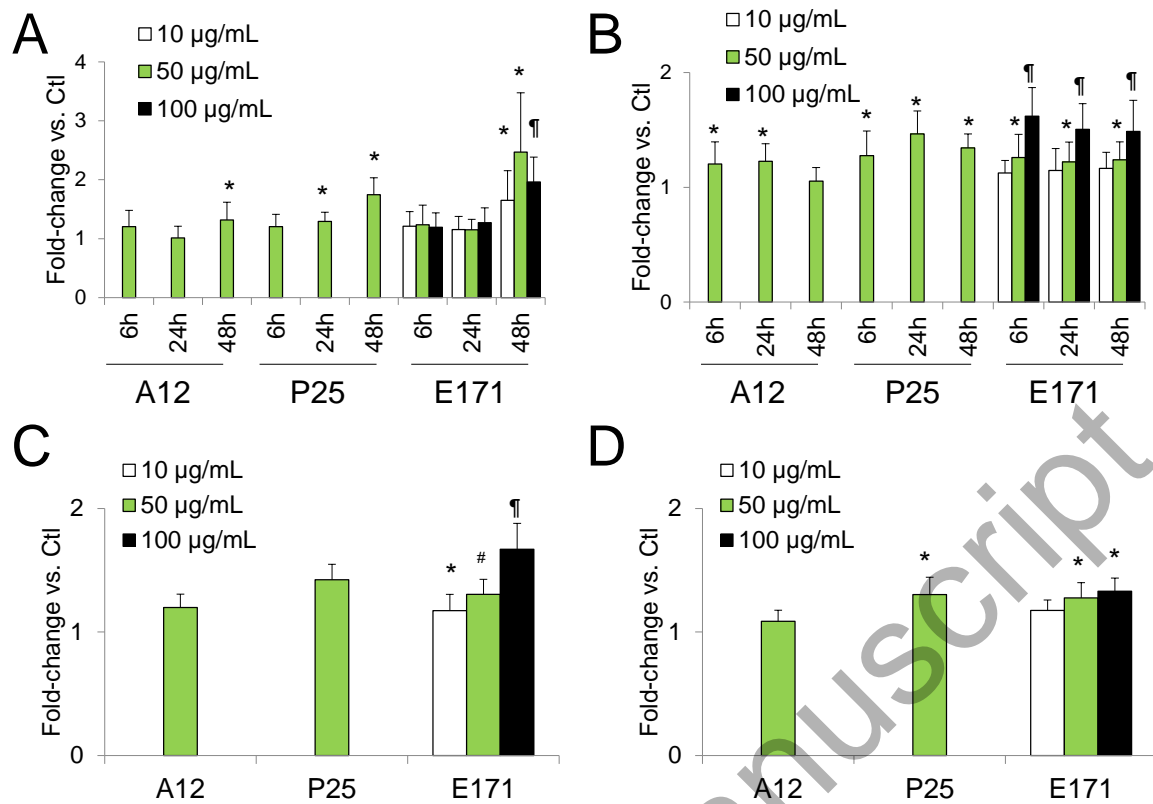 A
10 µg/mL
50 µg/mL
100 µg/mL
Fold-change vs. Ctl
4
3
2
1
0
* * * * * ¶
6h 24h 48h 6h 24h 48h 6h 24h 48h
A12 P25 E171
B
10 µg/mL
50 µg/mL
100 µg/mL
Fold-change vs. Ctl
2
1
0
* * * * * * ¶ * ¶ * ¶
6h 24h 48h 6h 24h 48h 6h 24h 48h
A12 P25 E171
C
10 µg/mL
50 µg/mL
100 µg/mL
Fold-change vs. Ctl
2
1
0
* # ¶
A12 P25 E171
D
10 µg/mL
50 µg/mL
100 µg/mL
Fold-change vs. Ctl
2
1
0
* * *
A12 P25 E171
nuscript